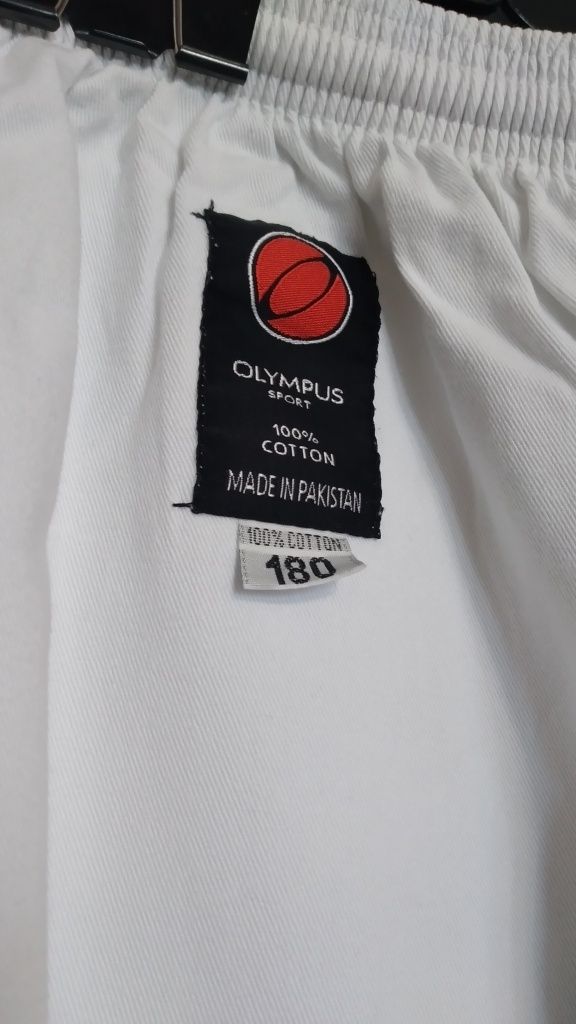 OLYMPUS
SPORT
100%
COTTON
MADE IN PAKISTAN
100% COTTON
180